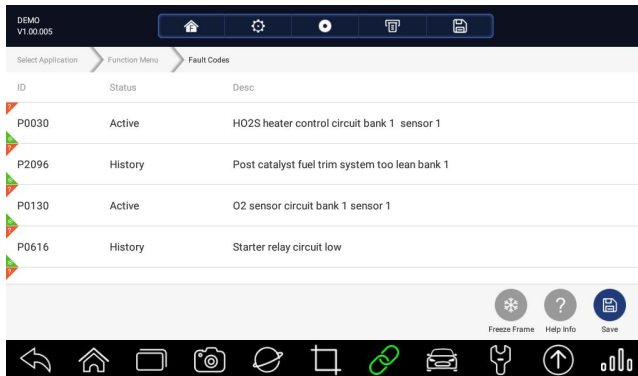 DEMO
V1.00.005
Select Application Function Menu Fault Codes
ID Status Desc
P0030 Active HO2S heater control circuit bank 1 sensor 1
P2096 History Post catalyst fuel trim system too lean bank 1
P0130 Active O2 sensor circuit bank 1 sensor 1
P0616 History Starter relay circuit low
Freeze Frame Help Info Save